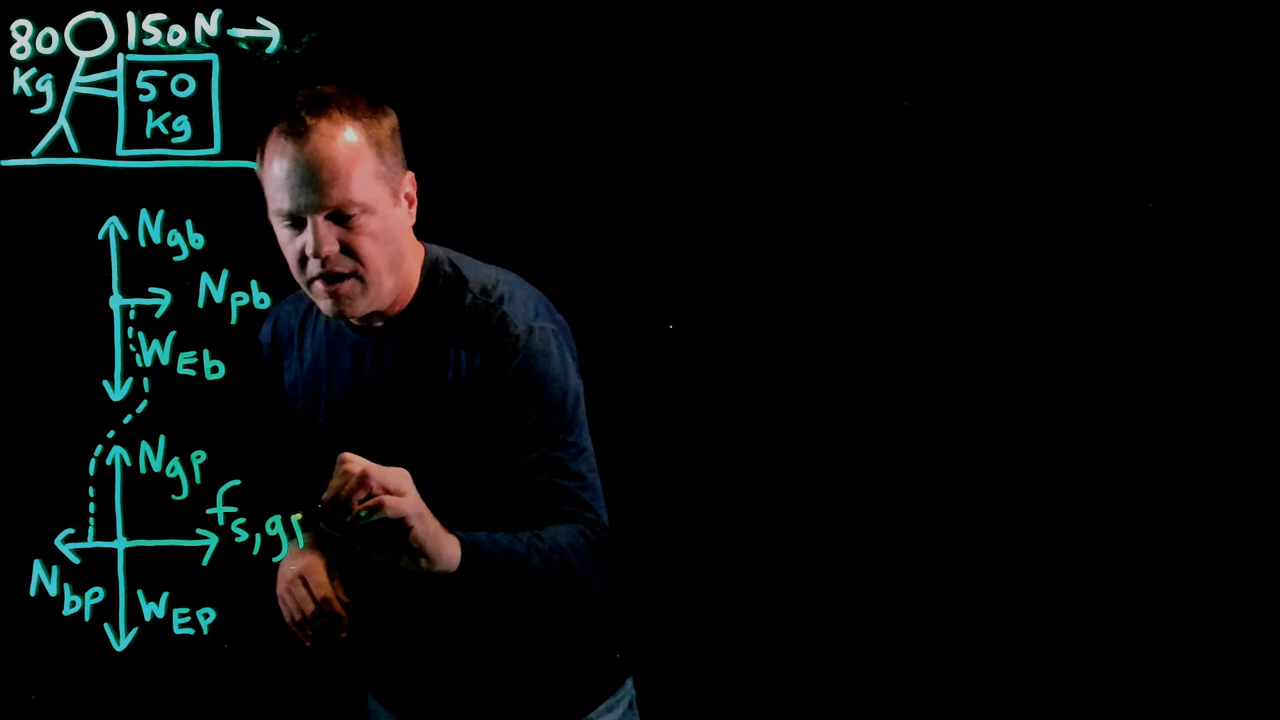 80 150N →
Kg 50
Kg
Ngb
Npb
WEb
Ngp
fs,gp
Nbp WEp